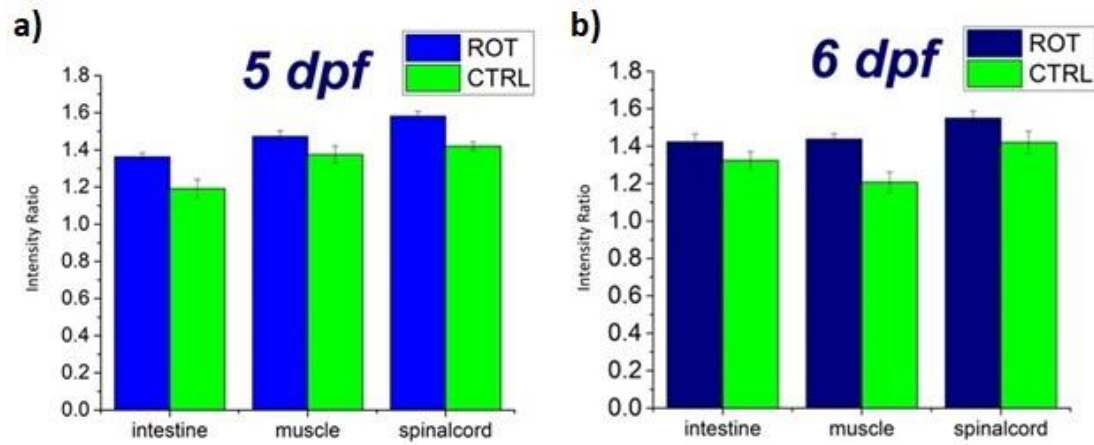 a)
5 dpf
ROT
CTRL
Intensity Ratio
1.8
1.6
1.4
1.2
1.0
0.8
0.6
0.4
0.2
0.0
intestine muscle spinalcord
b)
6 dpf
ROT
CTRL
Intensity Ratio
1.8
1.6
1.4
1.2
1.0
0.8
0.6
0.4
0.2
0.0
intestine muscle spinalcord